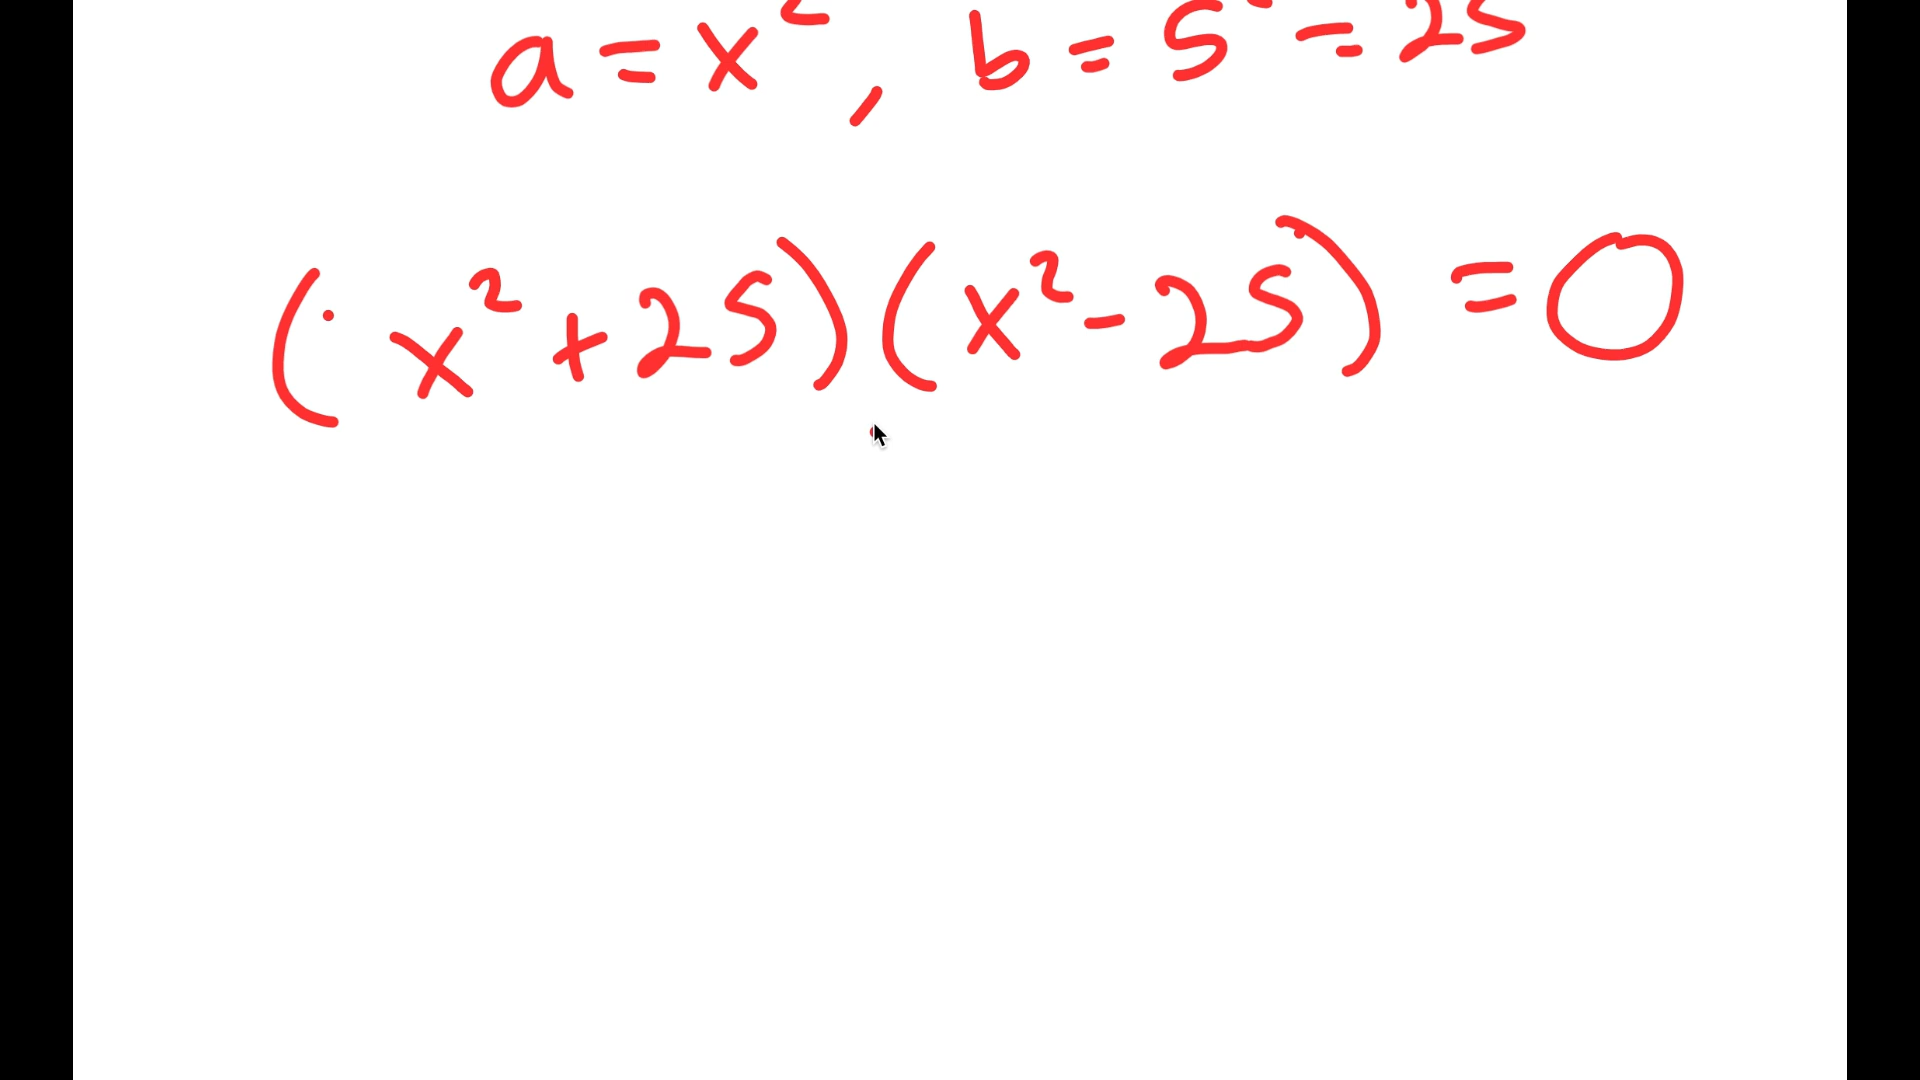 a = x², b = 5² = 25
(x² + 25)(x² - 25) = 0